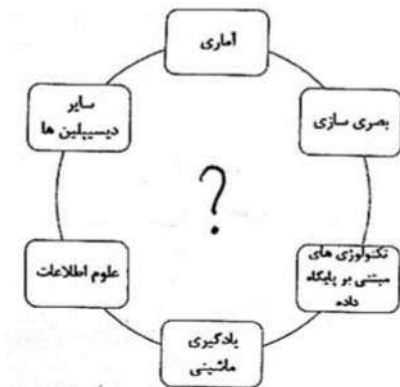 آماری
بصری سازی
تکنولوژی های
مبتنی بر پایگاه
داده
یادگیری
ماشینی
علوم اطلاعات
سایر
دیسیپلین ها
?